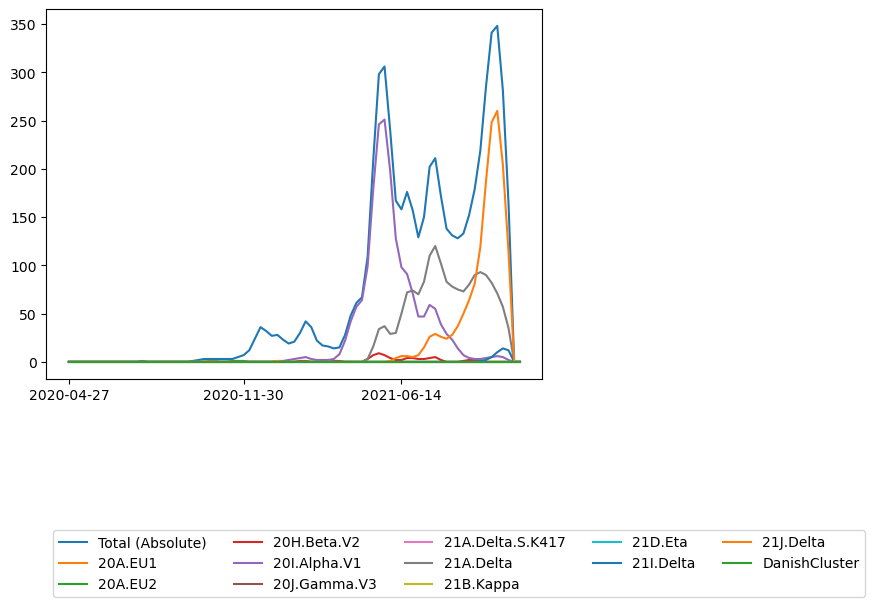 350
300
250
200
150
100
50
0
2020-04-27 2020-11-30 2021-06-14
Total (Absolute) 20H.Beta.V2 21A.Delta.S.K417 21D.Eta 21J.Delta
20A.EU1 20I.Alpha.V1 21A.Delta 21I.Delta DanishCluster
20A.EU2 20J.Gamma.V3 21B.Kappa